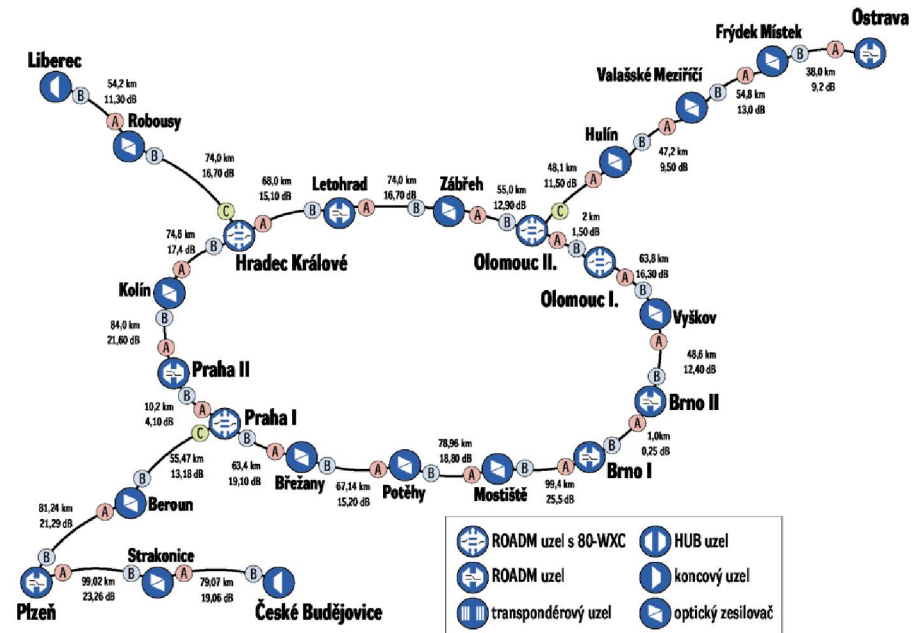 Ostrava
Frýdek Místek
B
A
A
38,0 km
9,2 dB
Valašské Meziříčí
B
A
54,8 km
13,0 dB
Liberec
B
54,2 km
11,30 dB
A
Robousy
B
Hulín
B
A
47,2 km
9,50 dB
74,0 km
16,70 dB
C
68,0 km
15,10 dB
Letohrad
74,0 km
16,70 dB
Zábřeh
55,0 km
12,90 dB
48,1 km
11,50 dB
A
C
A
B
A
B
A
B
Olomouc II.
2 km
1,50 dB
A
B
Hradec Králové
74,8 km
17,4 dB
B
A
Olomouc I.
63,8 km
16,30 dB
A
B
Kolín
B
Vyškov
A
84,0 km
21,60 dB
A
48,6 km
12,40 dB
B
Praha II
B
10,2 km
4,10 dB
A
Praha I
C
B
Brno II
A
1,0km
0,25 dB
B
Brno I
63,4 km
19,10 dB
A
Břežany
B
67,14 km
15,20 dB
A
Potěhy
B
78,96 km
18,80 dB
A
Mostiště
B
99,4 km
25,5 dB
A
55,47 km
13,18 dB
B
Beroun
A
81,24 km
21,29 dB
B
Plzeň
A
99,02 km
23,26 dB
B
Strakonice
A
79,07 km
19,06 dB
B
České Budějovice
ROADM uzel s 80-WXC
HUB uzel
ROADM uzel
koncový uzel
transpondérový uzel
optický zesilovač